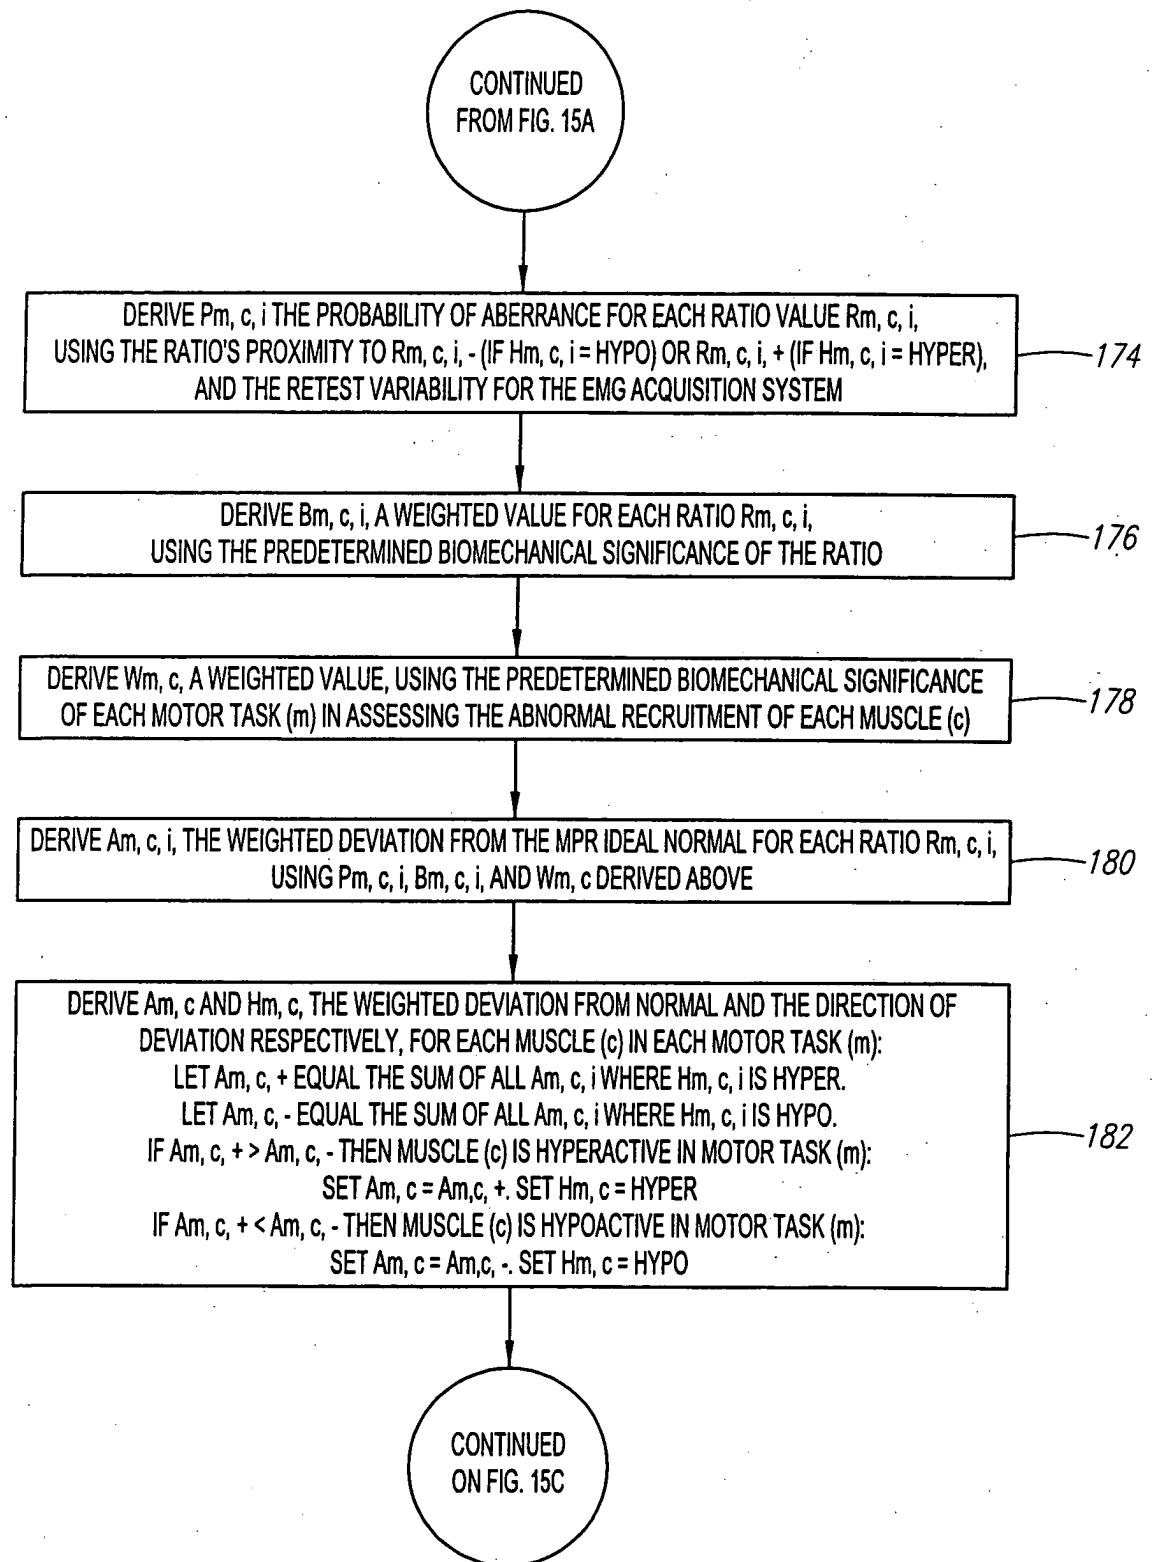 CONTINUED
FROM FIG. 15A
DERIVE Pm, c, i THE PROBABILITY OF ABERRANCE FOR EACH RATIO VALUE Rm, c, i,
USING THE RATIO'S PROXIMITY TO Rm, c, i, - (IF Hm, c, i = HYPO) OR Rm, c, i, + (IF Hm, c, i = HYPER),
AND THE RETEST VARIABILITY FOR THE EMG ACQUISITION SYSTEM
174
DERIVE Bm, c, i, A WEIGHTED VALUE FOR EACH RATIO Rm, c, i,
USING THE PREDETERMINED BIOMECHANICAL SIGNIFICANCE OF THE RATIO
176
DERIVE Wm, c, A WEIGHTED VALUE, USING THE PREDETERMINED BIOMECHANICAL SIGNIFICANCE
OF EACH MOTOR TASK (m) IN ASSESSING THE ABNORMAL RECRUITMENT OF EACH MUSCLE (c)
178
DERIVE Am, c, i, THE WEIGHTED DEVIATION FROM THE MPR IDEAL NORMAL FOR EACH RATIO Rm, c, i,
USING Pm, c, i, Bm, c, i, AND Wm, c DERIVED ABOVE
180
DERIVE Am, c AND Hm, c, THE WEIGHTED DEVIATION FROM NORMAL AND THE DIRECTION OF
DEVIATION RESPECTIVELY, FOR EACH MUSCLE (c) IN EACH MOTOR TASK (m):
LET Am, c, + EQUAL THE SUM OF ALL Am, c, i WHERE Hm, c, i IS HYPER.
LET Am, c, - EQUAL THE SUM OF ALL Am, c, i WHERE Hm, c, i IS HYPO.
IF Am, c, + > Am, c, - THEN MUSCLE (c) IS HYPERACTIVE IN MOTOR TASK (m):
SET Am, c = Am,c, +. SET Hm, c = HYPER
IF Am, c, + < Am, c, - THEN MUSCLE (c) IS HYPOACTIVE IN MOTOR TASK (m):
SET Am, c = Am,c, -. SET Hm, c = HYPO
182
CONTINUED
ON FIG. 15C